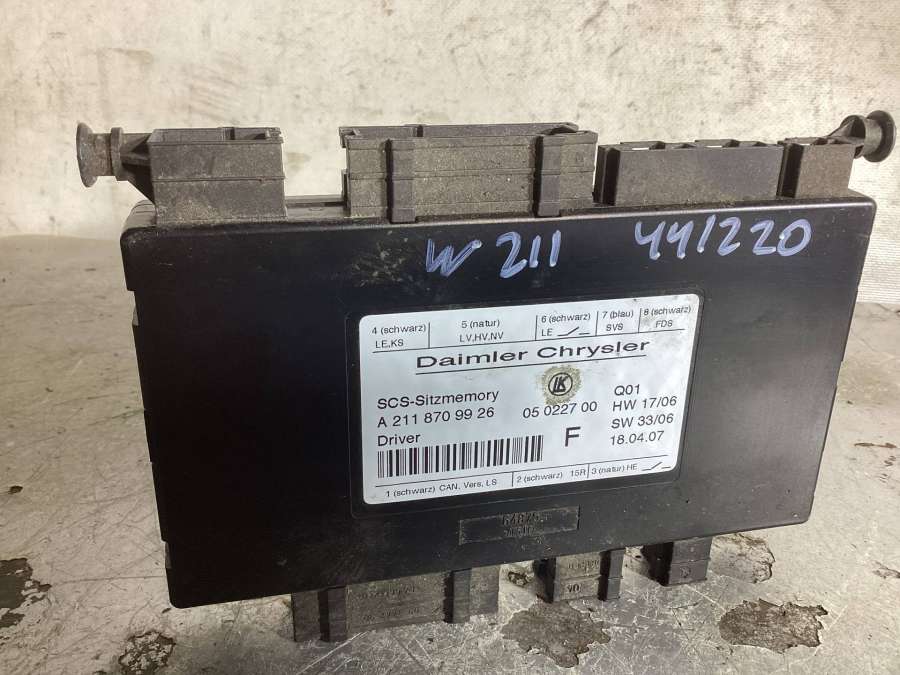 W 211 441220
4 (schwarz) 5 (natur) 6 (schwarz) 7 (blau) 8 (schwarz)
LE,KS LV,HV,NV LE SVS FDS
Daimler Chrysler
LK
SCS-Sitzmemory Q01
A 211 870 99 26 05 0227 00 HW 17/06
Driver F SW 33/06
18.04.07
1 (schwarz) CAN, Vers, LS 2 (schwarz) 15R 3 (natur) HE